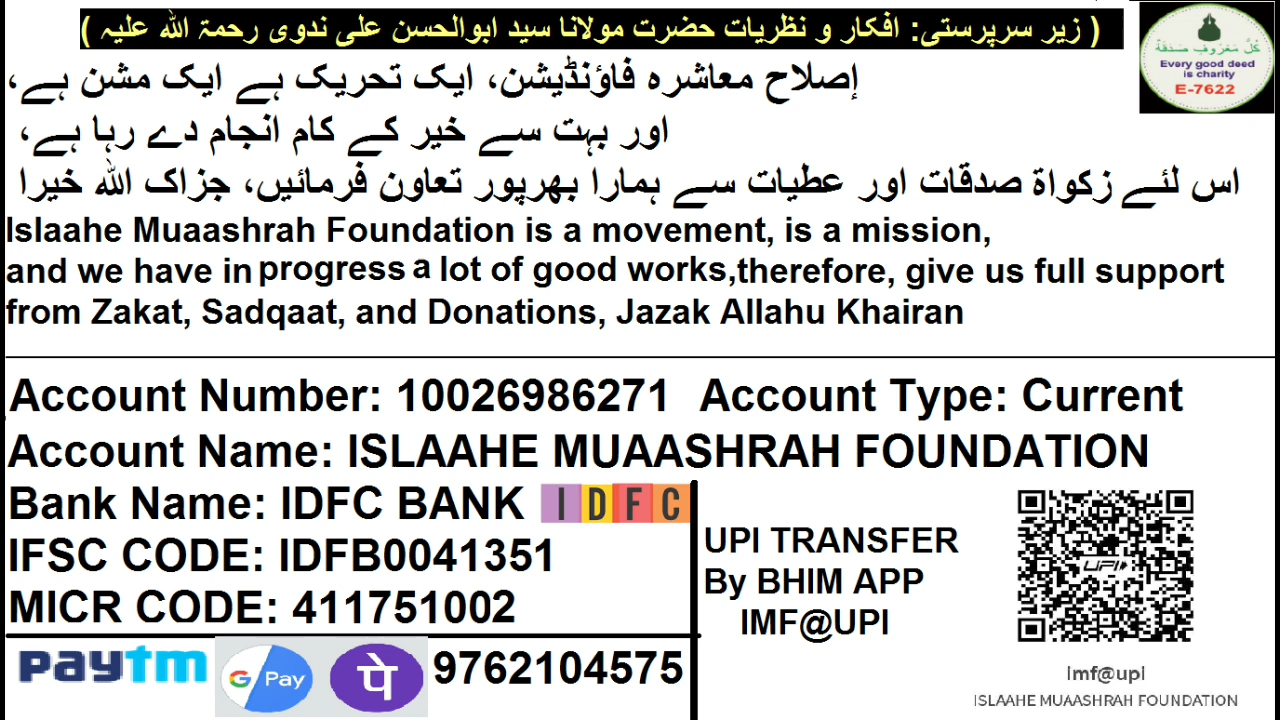 ( زیر سرپرستی: افکار و نظریات حضرت مولانا سید ابوالحسن علی ندوی رحمۃ اللہ علیہ )
كُلُّ مَعْرُوفٍ صَدَقَةٌ
Every good deed
is charity
E-7622
إصلاح معاشرہ فاؤنڈیشن، ایک تحریک ہے ایک مشن ہے،
اور بہت سے خیر کے کام انجام دے رہا ہے،
اس لئے زکواۃ صدقات اور عطیات سے ہمارا بھرپور تعاون فرمائیں، جزاک اللہ خیرا
Islaahe Muaashrah Foundation is a movement, is a mission,
and we have in progress a lot of good works,therefore, give us full support
from Zakat, Sadqaat, and Donations, Jazak Allahu Khairan
Account Number: 10026986271 Account Type: Current
Account Name: ISLAAHE MUAASHRAH FOUNDATION
Bank Name: IDFC BANK IDFC
IFSC CODE: IDFB0041351
MICR CODE: 411751002
UPI TRANSFER
By BHIM APP
IMF@UPI
UPI
imf@upi
ISLAAHE MUAASHRAH FOUNDATION
paytm G Pay पे 9762104575